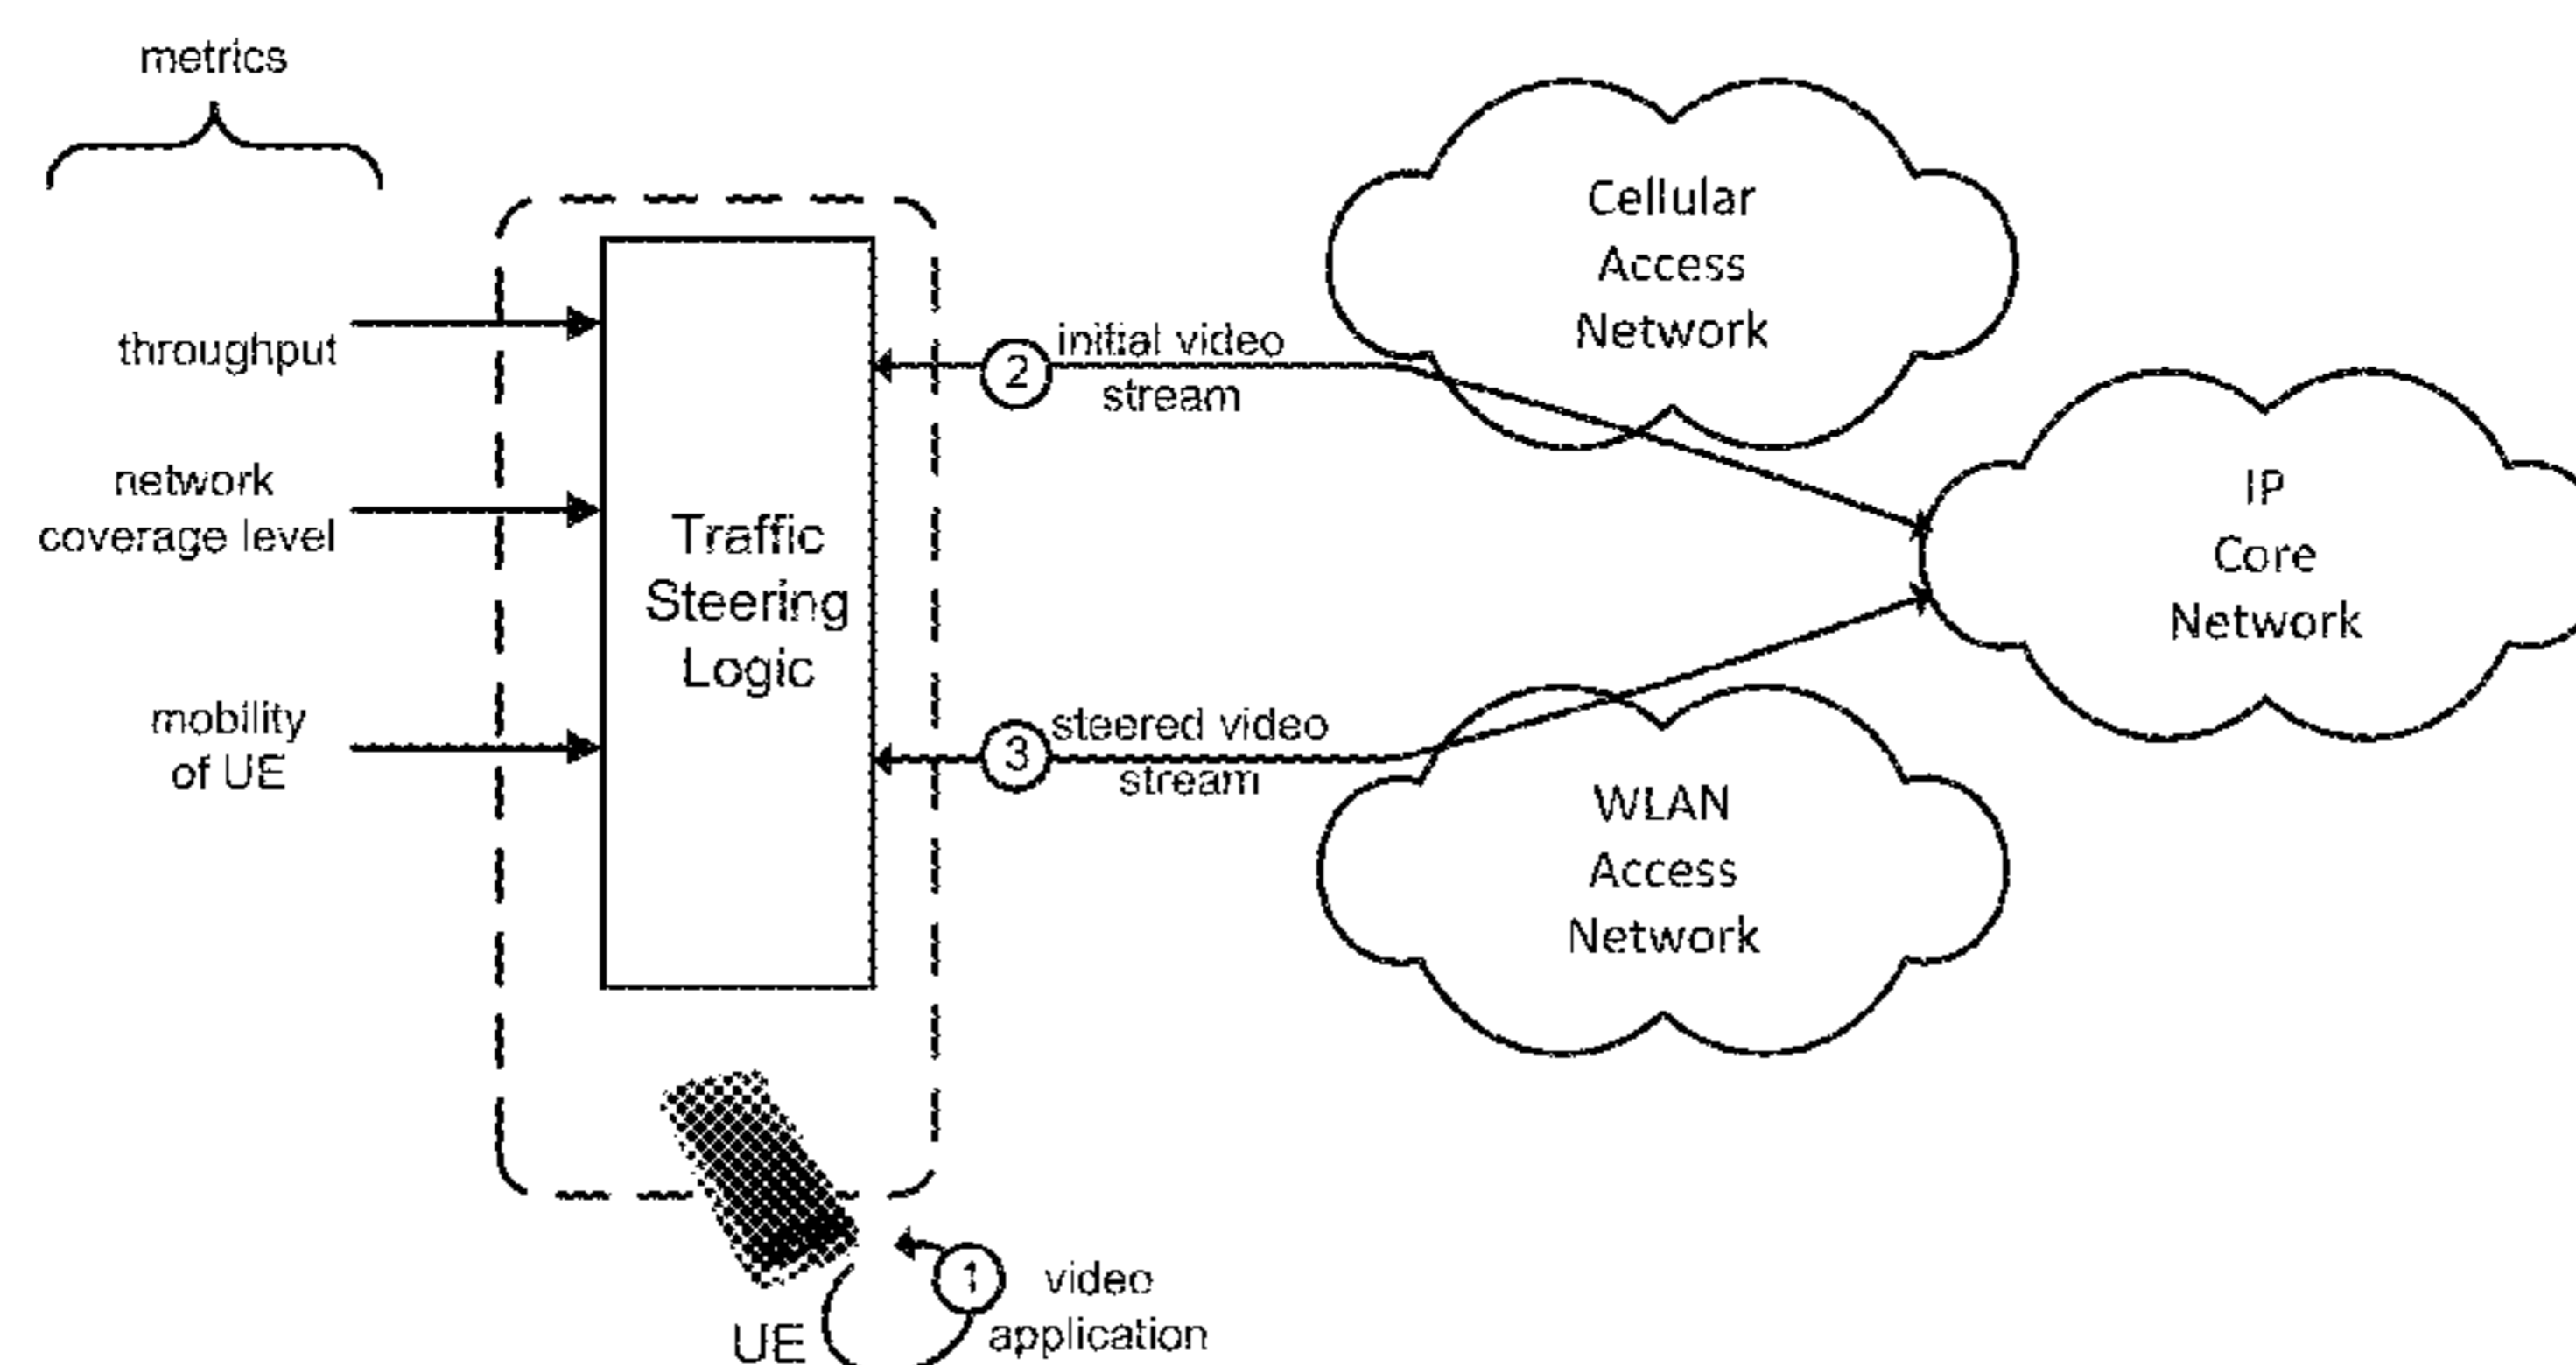 metrics
throughput
network
coverage level
mobility
of UE
Traffic
Steering
Logic
2
initial video
stream
3
steered video
stream
Cellular
Access
Network
IP
Core
Network
WLAN
Access
Network
UE
1
video
application